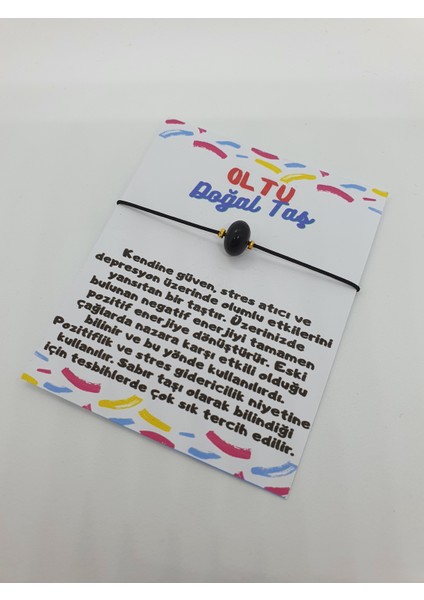 OLTU
Doğal Taş
Kendine güven, stres atıcı ve
depresyon üzerinde olumlu etkilerini
yansıtan bir taştır. Üzerinizde
bulunan negatif enerjiyi tamamen
pozitif enerjiye dönüştürür. Eski
çağlarda nazara karşı etkili olduğu
bilinir ve bu yönde kullanılırdı.
Pozitiflik ve stres gidericilik niyetine
kullanılır. Sabır taşı olarak bilindiği
için tesbihlerde çok sık tercih edilir.